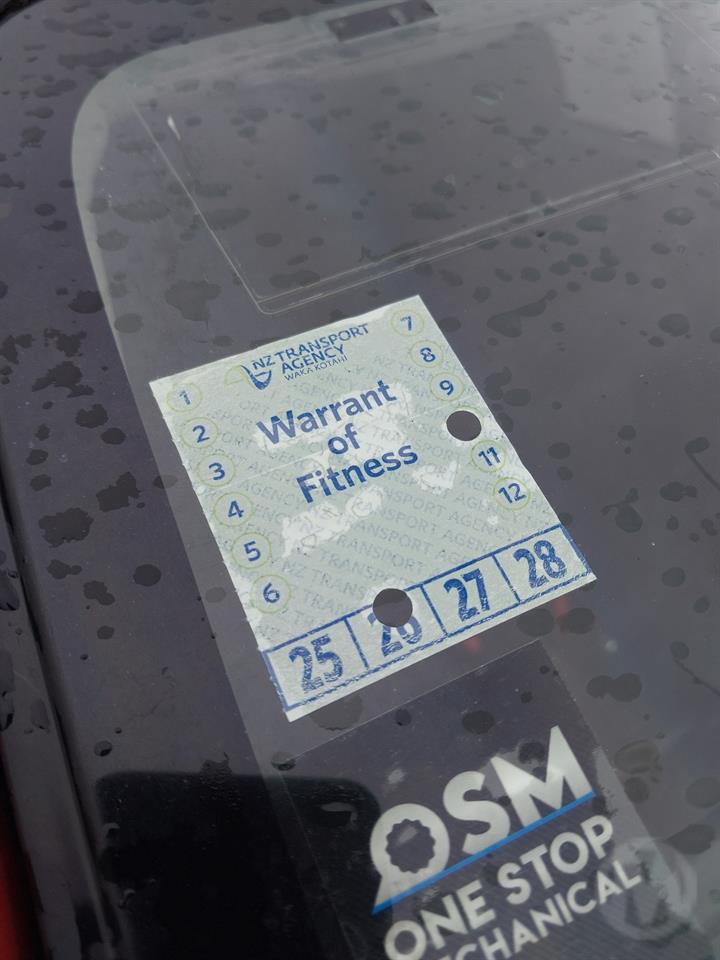 NZ TRANSPORT
AGENCY
WAKA KOTAHI
Warrant
of
Fitness
1
2
3
4
5
6
7
8
9
11
12
25 26 27 28
OSM
ONE STOP
MECHANICAL